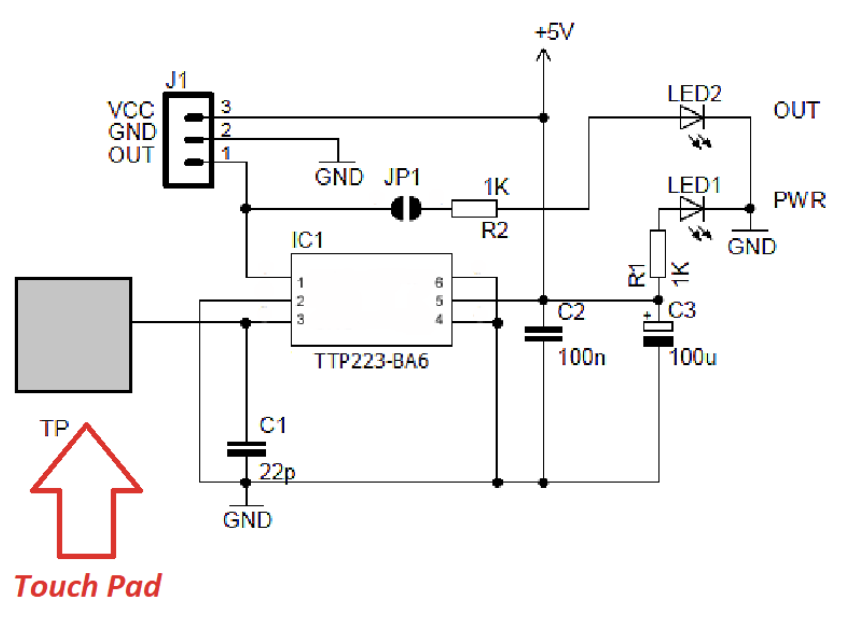 +5V
J1
VCC 3
GND 2
OUT 1
GND
JP1
1K
R2
LED2
OUT
LED1
PWR
GND
R1
1K
IC1
1 6
2 5
3 4
TTP223-BA6
C2
100n
+
C3
100u
TP
C1
22p
GND
Touch Pad